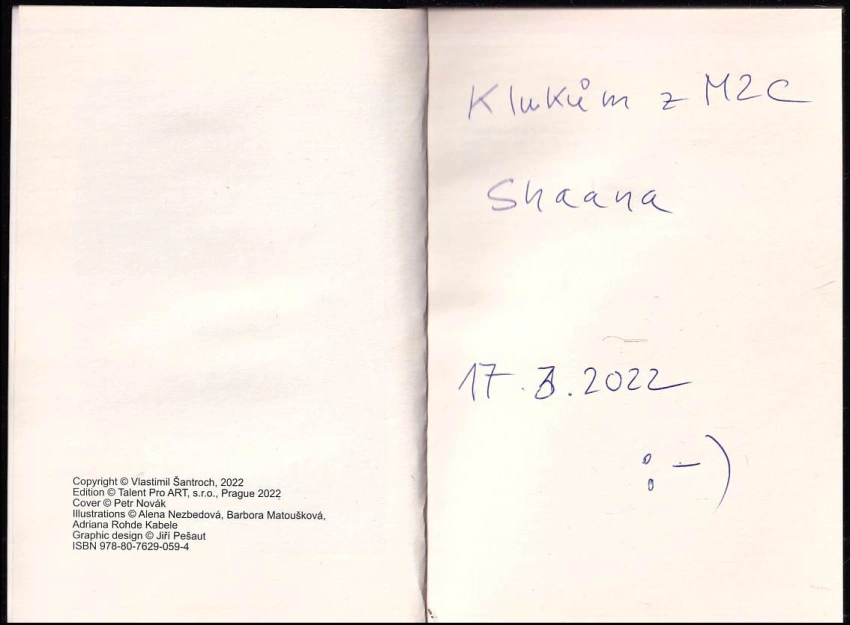 Copyright © Vlastimil Šantroch, 2022
Edition © Talent Pro ART, s.r.o., Prague 2022
Cover © Petr Novák
Illustrations © Alena Nezbedová, Barbora Matoušková,
Adriana Rohde Kabele
Graphic design © Jiří Pešaut
ISBN 978-80-7629-059-4
Klukům z M2C
Shaana
17. 3. 2022
:-)